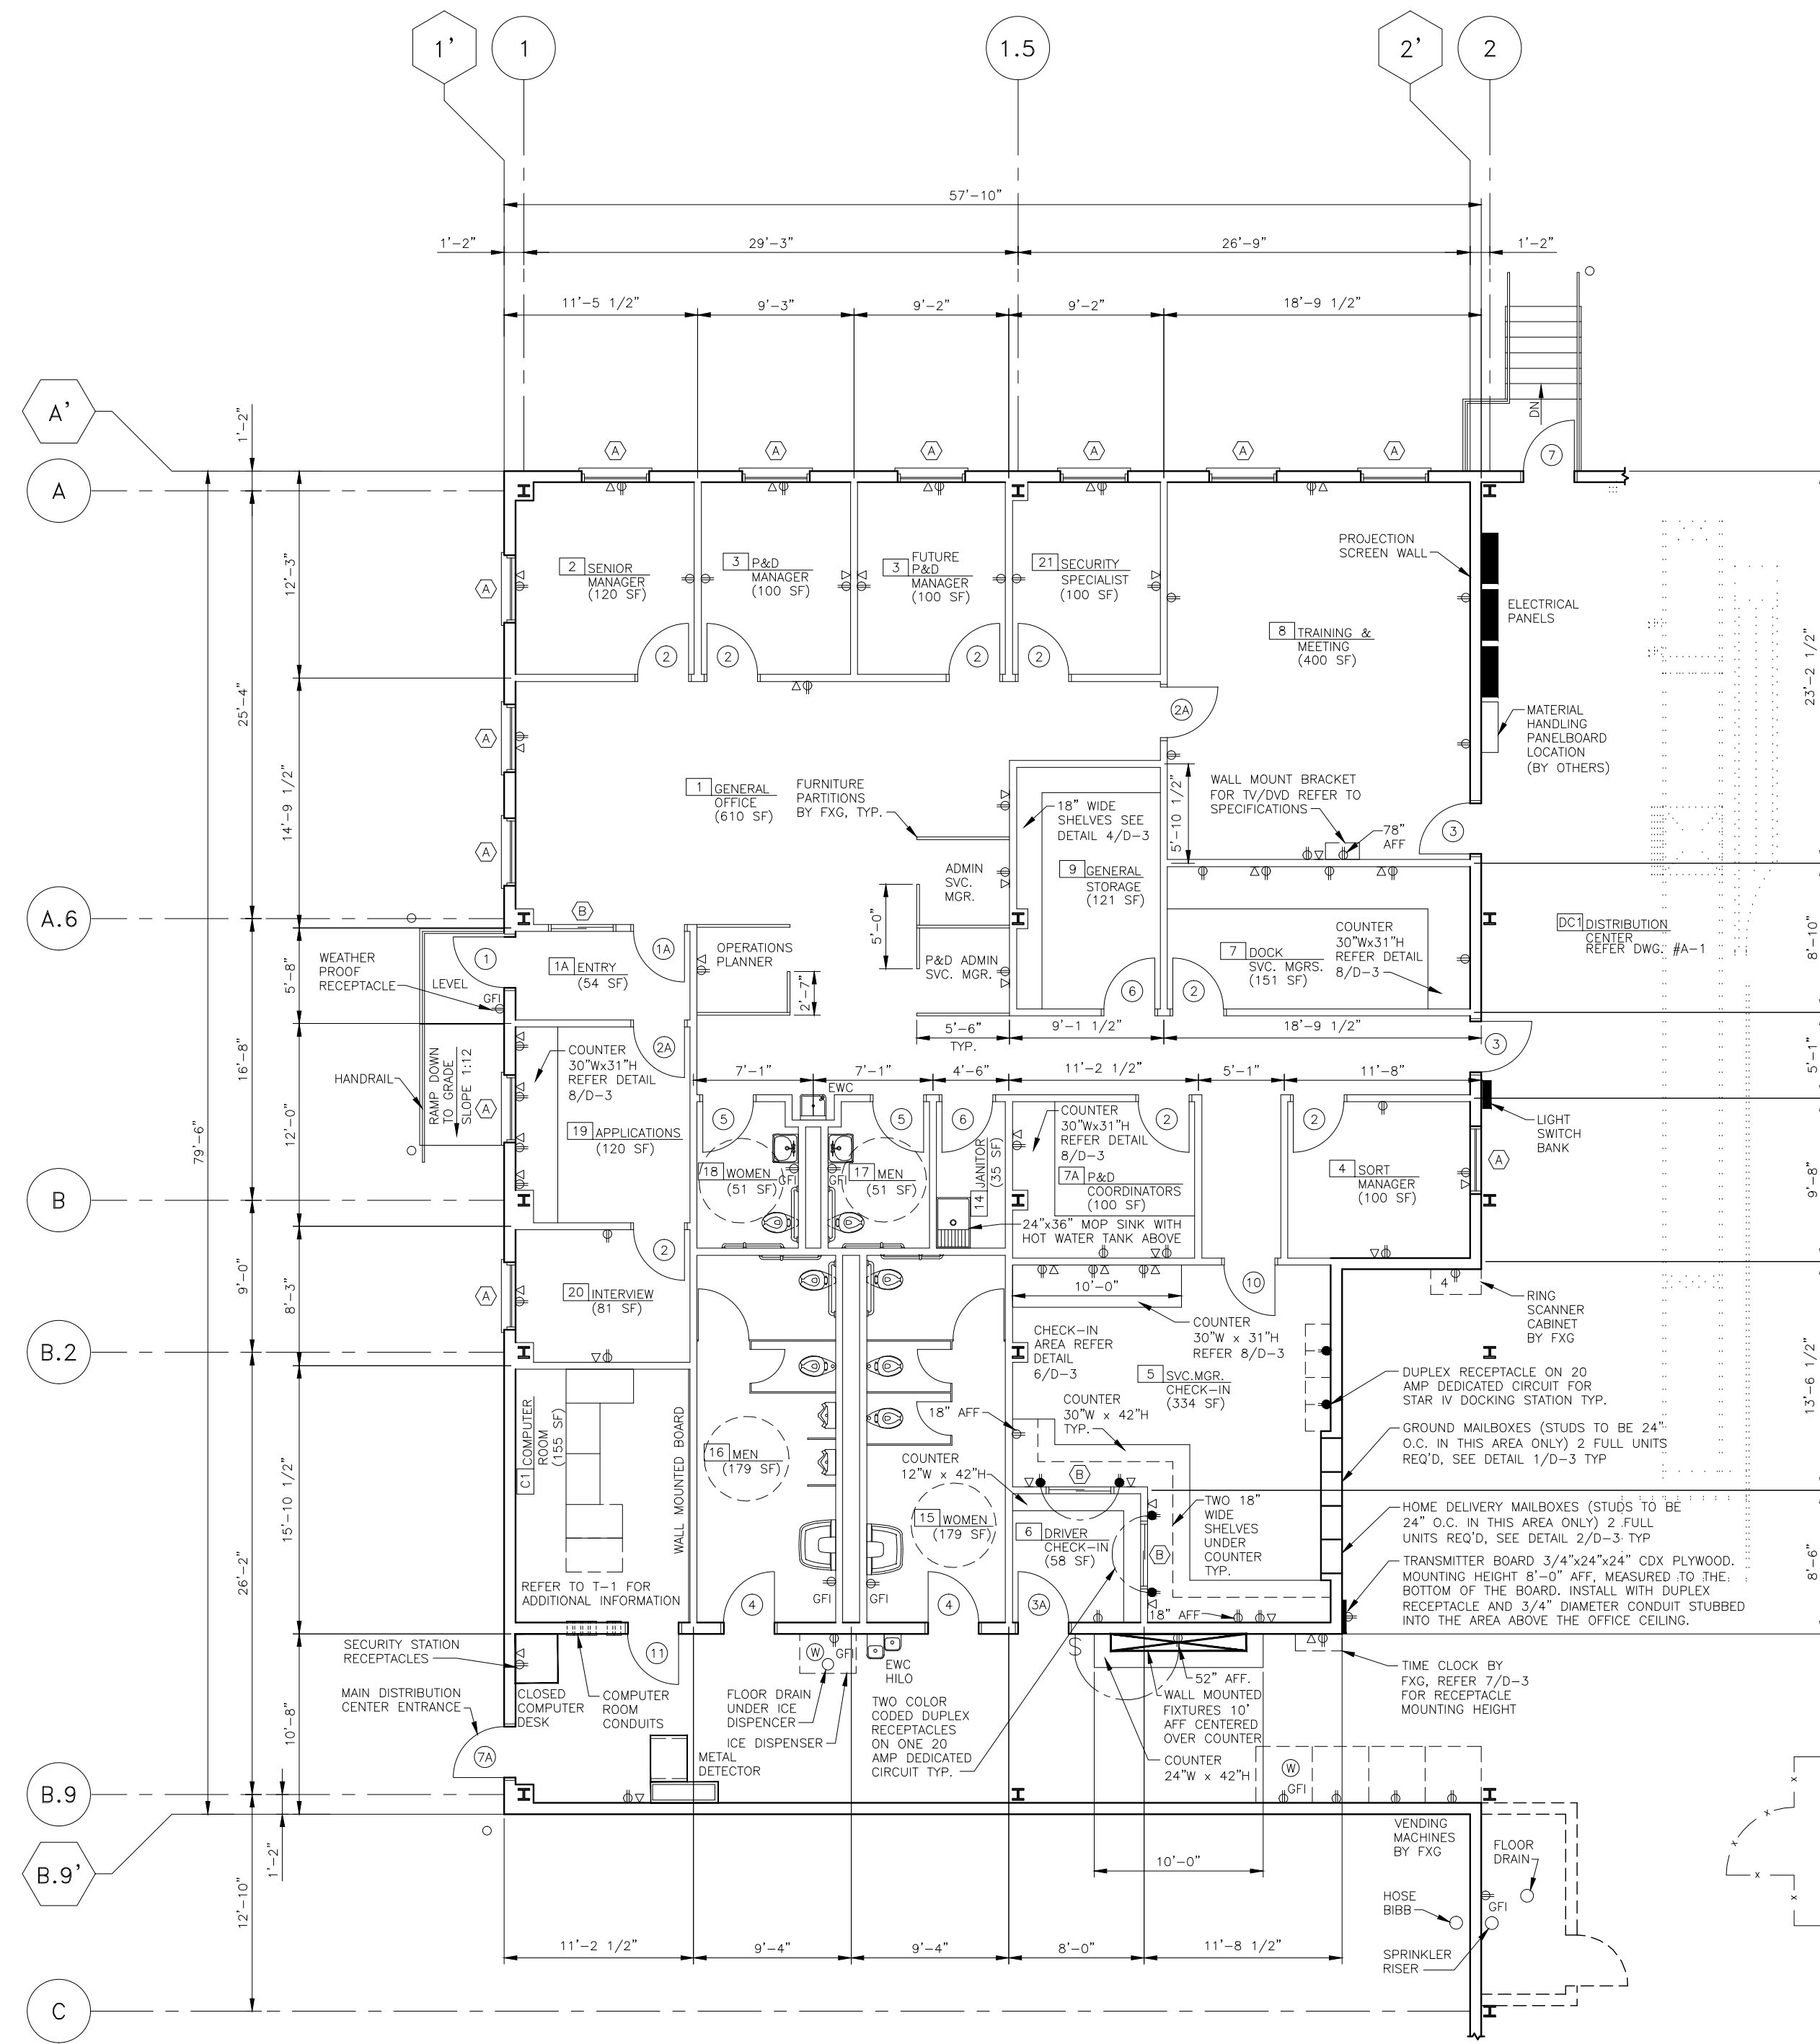 1'
1
1.5
2'
2
57'-10"
1'-2"
29'-3"
26'-9"
1'-2"
11'-5 1/2"
9'-3"
9'-2"
9'-2"
18'-9 1/2"
DN
A'
1'-2"
A
A
A
A
A
A
A
7
PROJECTION
SCREEN WALL
2 SENIOR
MANAGER
(120 SF)
3 P&D
MANAGER
(100 SF)
FUTURE
3 P&D
MANAGER
(100 SF)
21 SECURITY
SPECIALIST
(100 SF)
12'-3"
A
ELECTRICAL
PANELS
8 TRAINING &
MEETING
(400 SF)
2
2
2
2
23'-2 1/2"
25'-4"
2A
MATERIAL
HANDLING
PANELBOARD
LOCATION
(BY OTHERS)
A
14'-9 1/2"
1 GENERAL
OFFICE
(610 SF)
FURNITURE
PARTITIONS
BY FXG, TYP.
18" WIDE
SHELVES SEE
DETAIL 4/D-3
5'-10 1/2"
WALL MOUNT BRACKET
FOR TV/DVD REFER TO
SPECIFICATIONS
78"
AFF
3
A
ADMIN
SVC.
MGR.
9 GENERAL
STORAGE
(121 SF)
A.6
B
5'-0"
COUNTER
30"Wx31"H
REFER DETAIL
8/D-3
DC1 DISTRIBUTION
CENTER
REFER DWG. #A-1
8'-10"
WEATHER
PROOF
RECEPTACLE
LEVEL
GFI
1
1A ENTRY
(54 SF)
1A
OPERATIONS
PLANNER
P&D ADMIN
SVC. MGR.
7 DOCK
SVC. MGRS.
(151 SF)
5'-8"
2'-7"
6
2
5'-6"
TYP.
9'-1 1/2"
18'-9 1/2"
3
5'-1"
16'-8"
HANDRAIL
RAMP DOWN
TO GRADE
SLOPE 1:12
COUNTER
30"Wx31"H
REFER DETAIL
8/D-3
2A
7'-1"
7'-1"
4'-6"
11'-2 1/2"
5'-1"
11'-8"
EWC
A
12'-0"
79'-6"
5
5
6
COUNTER
30"Wx31"H
REFER DETAIL
8/D-3
2
2
LIGHT
SWITCH
BANK
19 APPLICATIONS
(120 SF)
18 WOMEN
(51 SF)
GFI
GFI
17 MEN
(51 SF)
14 JANITOR
(35 SF)
7A P&D
COORDINATORS
(100 SF)
4 SORT
MANAGER
(100 SF)
A
9'-8"
B
24"x36" MOP SINK WITH
HOT WATER TANK ABOVE
2
9'-0"
8'-3"
A
20 INTERVIEW
(81 SF)
10'-0"
10
4
RING
SCANNER
CABINET
BY FXG
COUNTER
30"W x 31"H
REFER 8/D-3
B.2
CHECK-IN
AREA REFER
DETAIL
6/D-3
5 SVC.MGR.
CHECK-IN
(334 SF)
DUPLEX RECEPTACLE ON 20
AMP DEDICATED CIRCUIT FOR
STAR IV DOCKING STATION TYP.
13'-6 1/2"
COUNTER
30"W x 42"H
TYP.
18" AFF
C1 COMPUTER
ROOM
(155 SF)
WALL MOUNTED BOARD
16 MEN
(179 SF)
COUNTER
12"W x 42"H
B
GROUND MAILBOXES (STUDS TO BE 24"
O.C. IN THIS AREA ONLY) 2 FULL UNITS
REQ'D, SEE DETAIL 1/D-3 TYP
15'-10 1/2"
26'-2"
15 WOMEN
(179 SF)
6 DRIVER
CHECK-IN
(58 SF)
B
TWO 18"
WIDE
SHELVES
UNDER
COUNTER
TYP.
HOME DELIVERY MAILBOXES (STUDS TO BE
24" O.C. IN THIS AREA ONLY) 2 FULL
UNITS REQ'D, SEE DETAIL 2/D-3 TYP
TRANSMITTER BOARD 3/4"x24"x24" CDX PLYWOOD.
MOUNTING HEIGHT 8'-0" AFF, MEASURED TO THE
BOTTOM OF THE BOARD. INSTALL WITH DUPLEX
RECEPTACLE AND 3/4" DIAMETER CONDUIT STUBBED
INTO THE AREA ABOVE THE OFFICE CEILING.
8'-6"
REFER TO T-1 FOR
ADDITIONAL INFORMATION
GFI
GFI
4
4
3A
18" AFF
SECURITY STATION
RECEPTACLES
11
W
GFI
EWC
HILO
S
52" AFF.
WALL MOUNTED
FIXTURES 10'
AFF CENTERED
OVER COUNTER
TIME CLOCK BY
FXG, REFER 7/D-3
FOR RECEPTACLE
MOUNTING HEIGHT
MAIN DISTRIBUTION
CENTER ENTRANCE
CLOSED
COMPUTER
DESK
COMPUTER
ROOM
CONDUITS
FLOOR DRAIN
UNDER ICE
DISPENCER
ICE DISPENSER
TWO COLOR
CODED DUPLEX
RECEPTACLES
ON ONE 20
AMP DEDICATED
CIRCUIT TYP.
10'-8"
7A
METAL
DETECTOR
COUNTER
24"W x 42"H
W
GFI
B.9
VENDING
MACHINES
BY FXG
FLOOR
DRAIN
B.9'
1'-2"
12'-10"
10'-0"
HOSE
BIBB
GFI
SPRINKLER
RISER
11'-2 1/2"
9'-4"
9'-4"
8'-0"
11'-8 1/2"
x
x
x
x
x
C